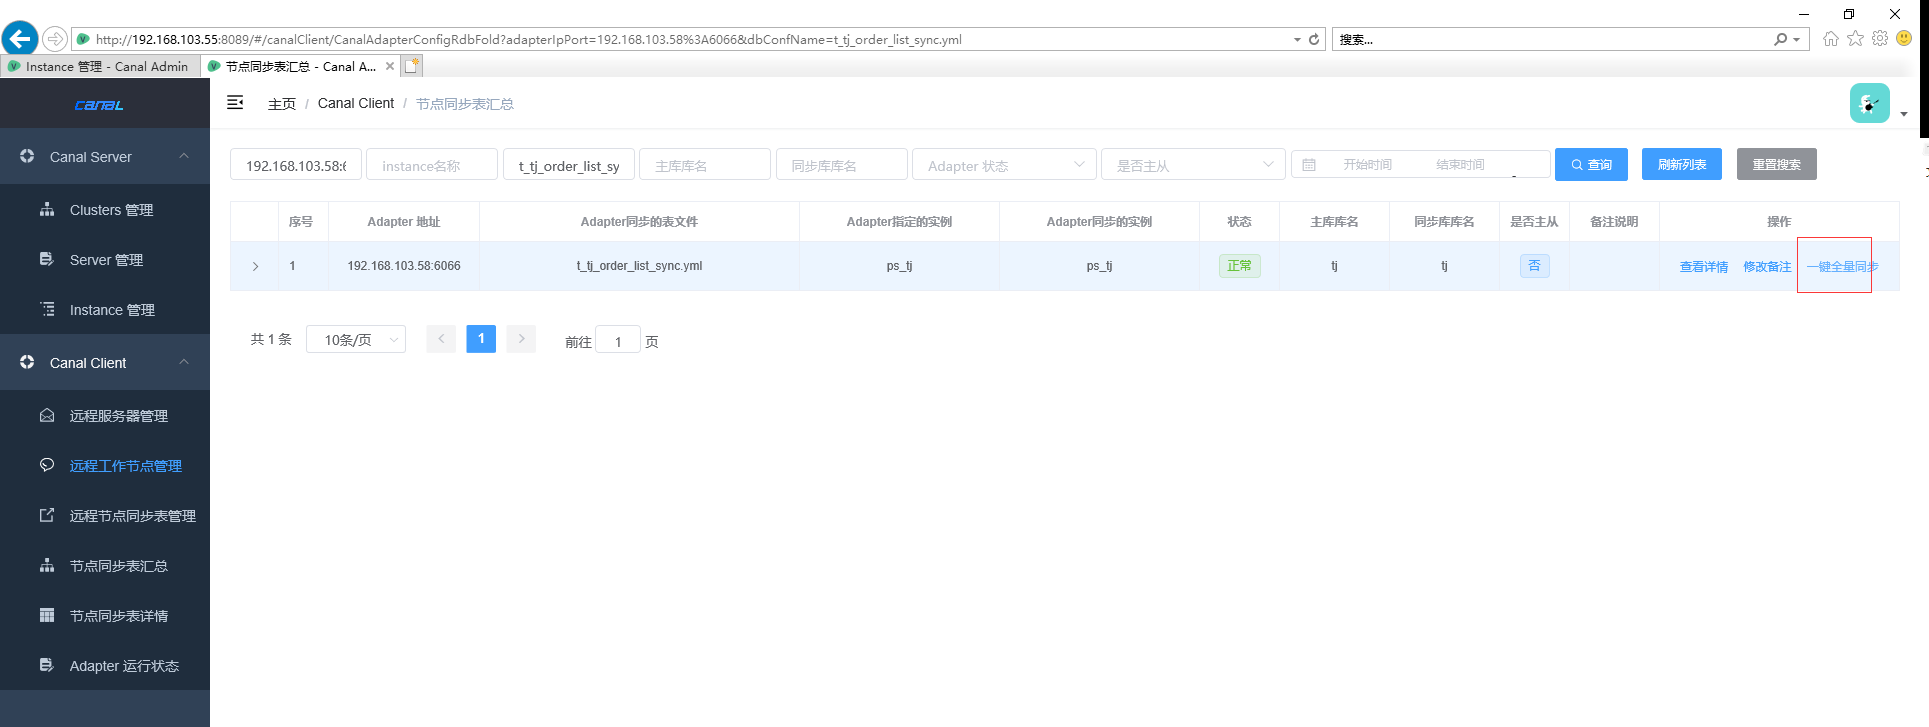 http://192.168.103.55:8089/#/canalClient/CanalAdapterConfigRdbFold?adapterIpPort=192.168.103.58%3A6066&dbConfName=t_tj_order_list_sync.yml
搜索...
Instance 管理 - Canal Admin
节点同步表汇总 - Canal A...
canal
主页 / Canal Client / 节点同步表汇总
Canal Server
Clusters 管理
Server 管理
Instance 管理
Canal Client
远程服务器管理
远程工作节点管理
远程节点同步表管理
节点同步表汇总
节点同步表详情
Adapter 运行状态
192.168.103.58:6 instance名称 t_tj_order_list_sy 主库库名 同步库库名 Adapter 状态 是否主从 开始时间 结束时间 查询 刷新列表 重置搜索
序号 Adapter 地址 Adapter同步的表文件 Adapter指定的实例 Adapter同步的实例 状态 主库库名 同步库库名 是否主从 备注说明 操作
1 192.168.103.58:6066 t_tj_order_list_sync.yml ps_tj ps_tj 正常 tj tj 否 查看详情 修改备注 一键全量同步
共 1 条 10条/页 1 前往 1 页